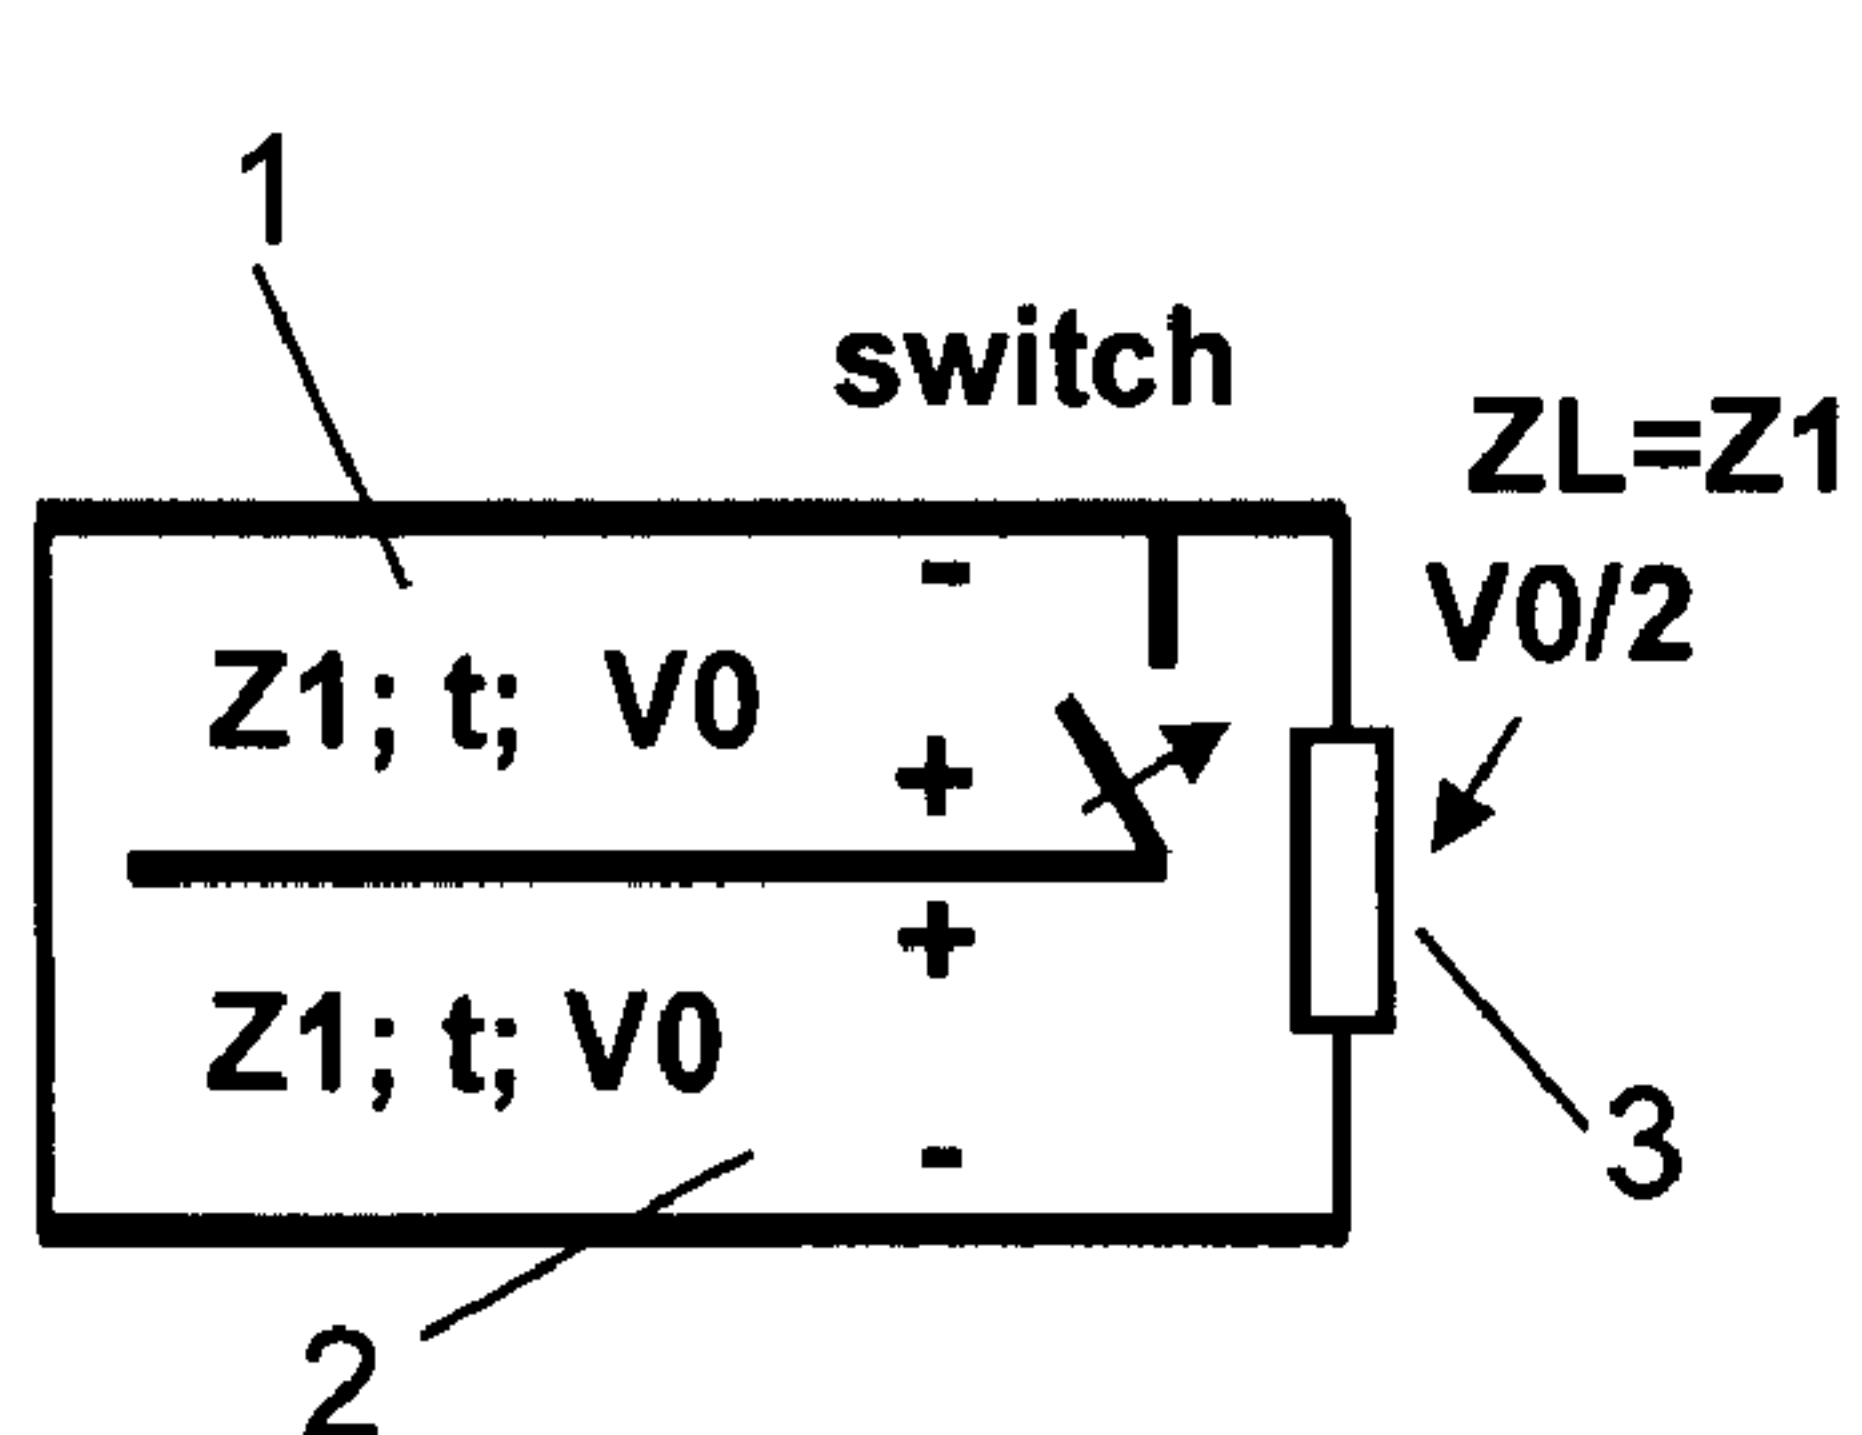 1
switch
ZL=Z1
V0/2
-
Z1; t; V0
+
+
Z1; t; V0
-
3
2